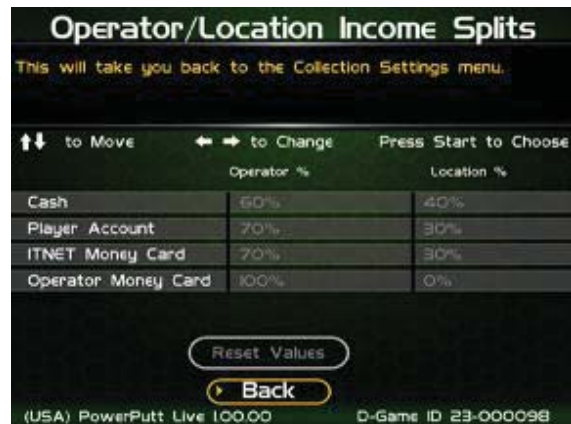 Operator/Location Income Splits
This will take you back to the Collection Settings menu.
to Move to Change Press Start to Choose
Operator % Location %
Cash 60% 40%
Player Account 70% 30%
ITNET Money Card 70% 30%
Operator Money Card 100% 0%
Reset Values
Back
(USA) PowerPutt Live 1.00.00 D-Game ID 23-000098